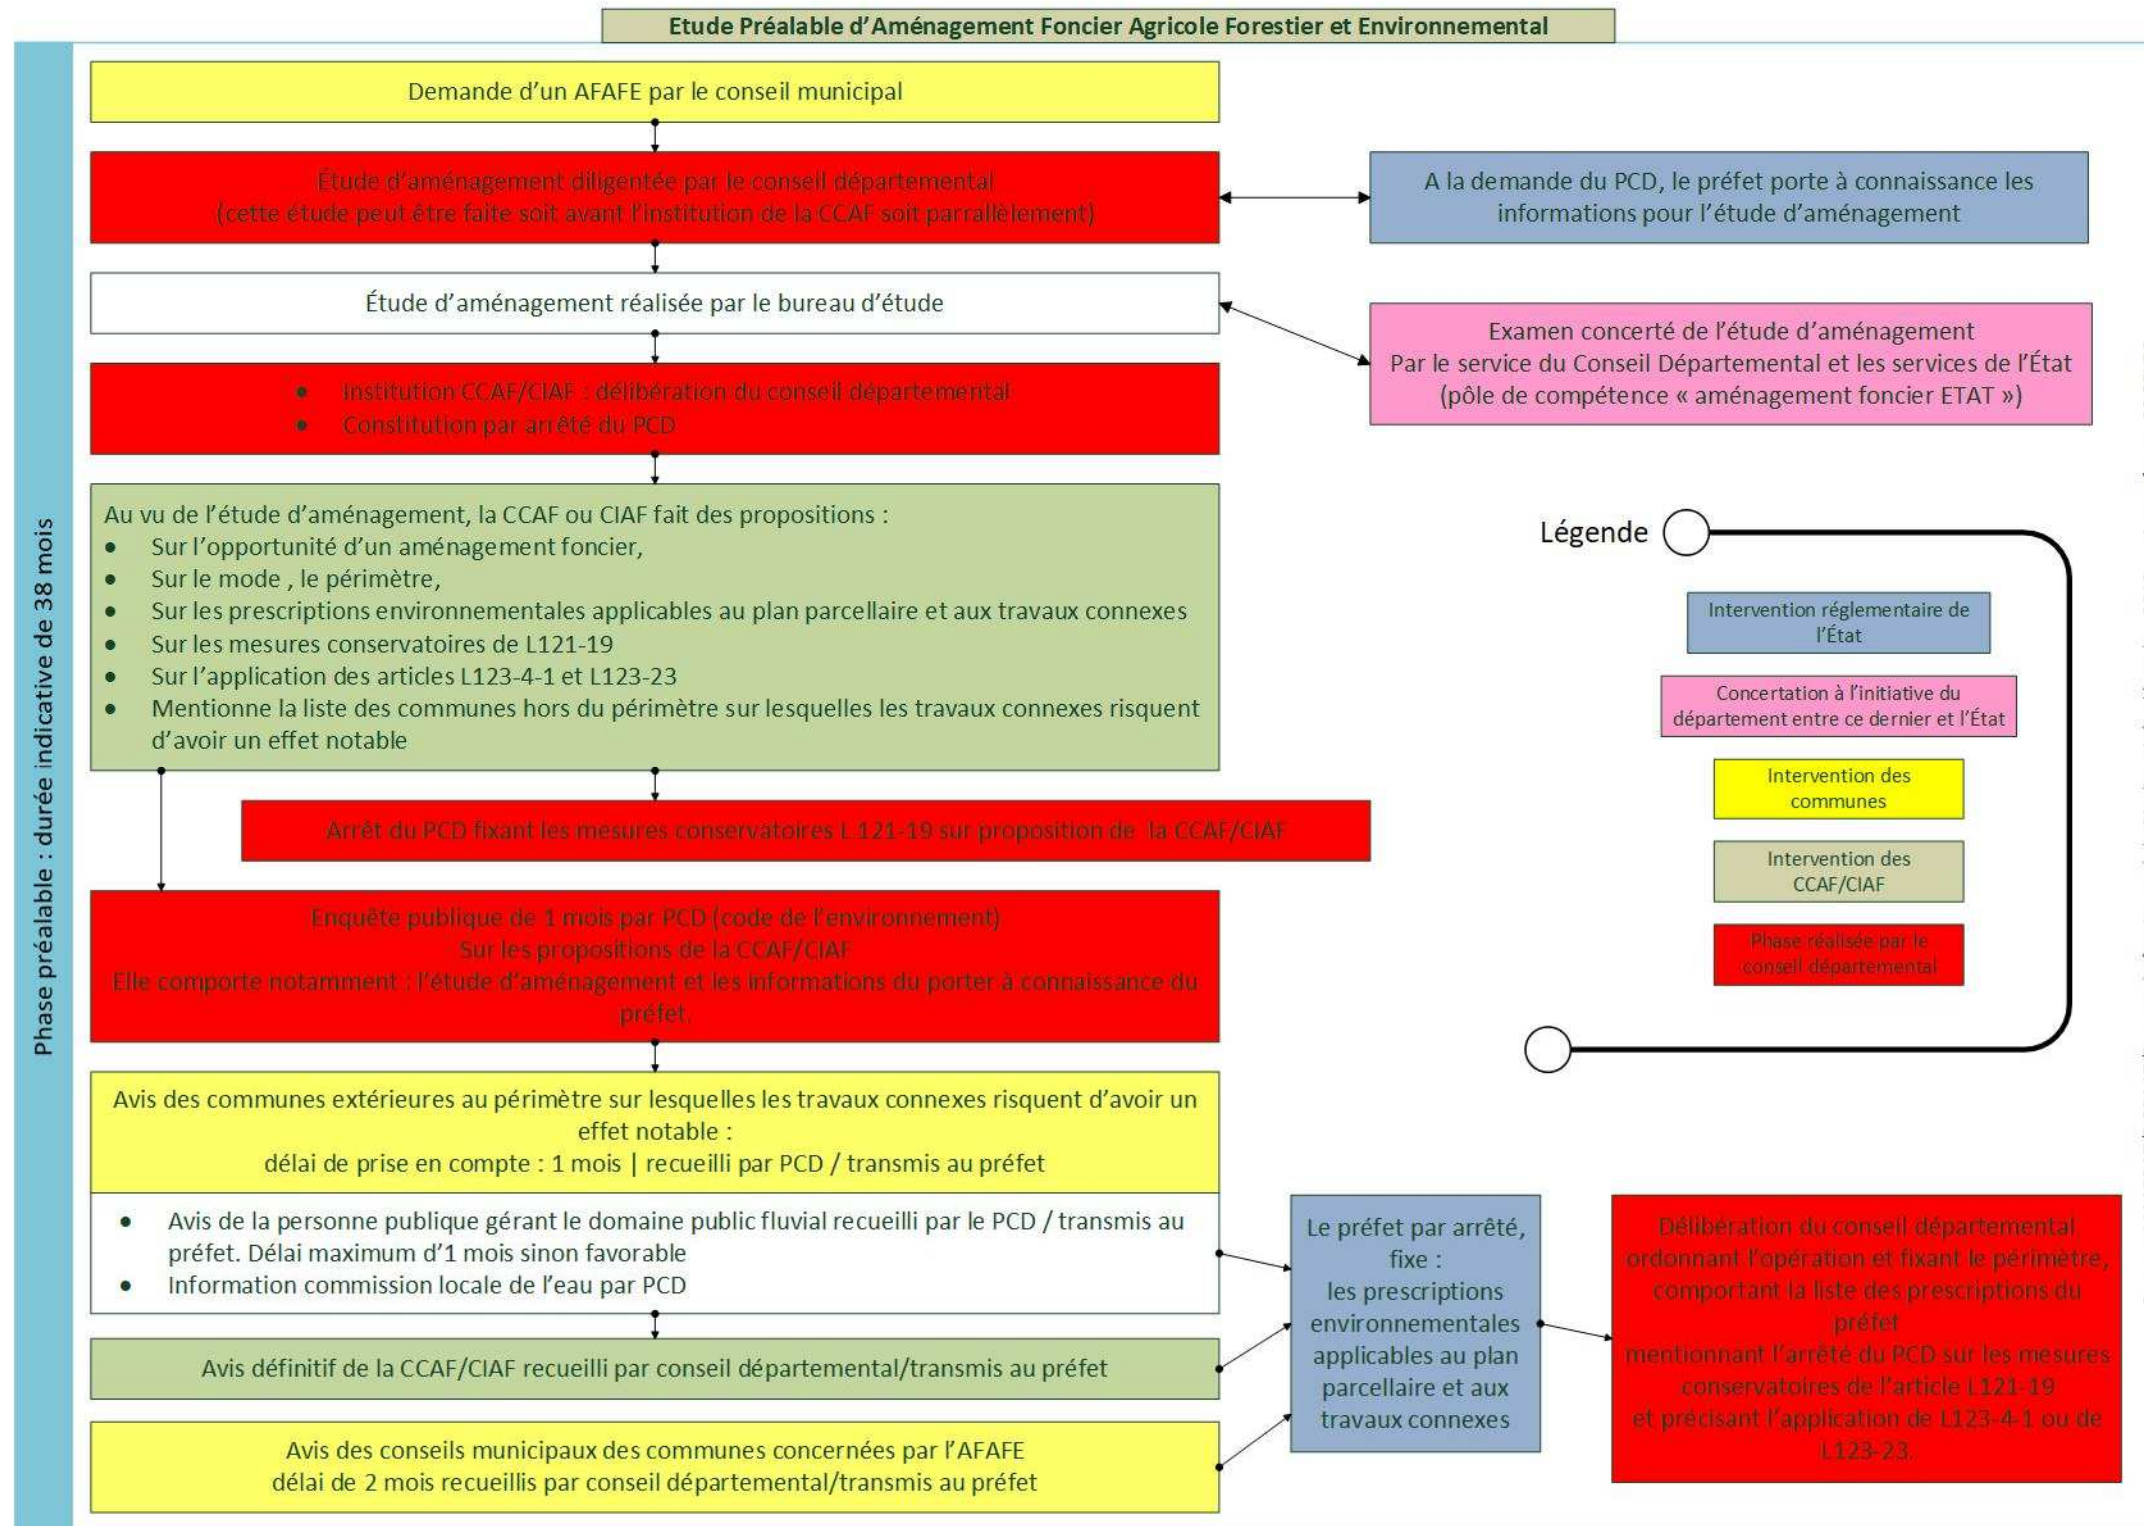 Etude Préalable d'Aménagement Foncier Agricole Forestier et Environnemental
Phase préalable : durée indicative de 38 mois
Demande d'un AFAFE par le conseil municipal
Étude d'aménagement diligentée par le conseil départemental
(cette étude peut être faite soit avant l'institution de la CCAF soit parrallèlement)
A la demande du PCD, le préfet porte à connaissance les
informations pour l'étude d'aménagement
Étude d'aménagement réalisée par le bureau d'étude
Examen concerté de l'étude d'aménagement
Par le service du Conseil Départemental et les services de l'État
(pôle de compétence « aménagement foncier ETAT »)
• Institution CCAF/CIAF : délibération du conseil départemental
• Constitution par arrêté du PCD
Au vu de l'étude d'aménagement, la CCAF ou CIAF fait des propositions :
• Sur l'opportunité d'un aménagement foncier,
• Sur le mode , le périmètre,
• Sur les prescriptions environnementales applicables au plan parcellaire et aux travaux connexes
• Sur les mesures conservatoires de L121-19
• Sur l'application des articles L123-4-1 et L123-23
• Mentionne la liste des communes hors du périmètre sur lesquelles les travaux connexes risquent
d'avoir un effet notable
Légende
Intervention réglementaire de
l'État
Concertation à l'initiative du
département entre ce dernier et l'État
Intervention des
communes
Intervention des
CCAF/CIAF
Phase réalisée par le
conseil départemental
Arrêt du PCD fixant les mesures conservatoires L 121-19 sur proposition de la CCAF/CIAF
Enquête publique de 1 mois par PCD (code de l'environnement)
Sur les propositions de la CCAF/CIAF
Elle comporte notamment : l'étude d'aménagement et les informations du porter à connaissance du
préfet.
Avis des communes extérieures au périmètre sur lesquelles les travaux connexes risquent d'avoir un
effet notable :
délai de prise en compte : 1 mois | recueilli par PCD / transmis au préfet
• Avis de la personne publique gérant le domaine public fluvial recueilli par le PCD / transmis au
préfet. Délai maximum d'1 mois sinon favorable
• Information commission locale de l'eau par PCD
Avis définitif de la CCAF/CIAF recueilli par conseil départemental/transmis au préfet
Avis des conseils municipaux des communes concernées par l'AFAFE
délai de 2 mois recueillis par conseil départemental/transmis au préfet
Le préfet par arrêté,
fixe :
les prescriptions
environnementales
applicables au plan
parcellaire et aux
travaux connexes
Délibération du conseil départemental
ordonnant l'opération et fixant le périmètre,
comportant la liste des prescriptions du
préfet
mentionnant l'arrêté du PCD sur les mesures
conservatoires de l'article L121-19
et précisant l'application de L123-4-1 ou de
L123-23.